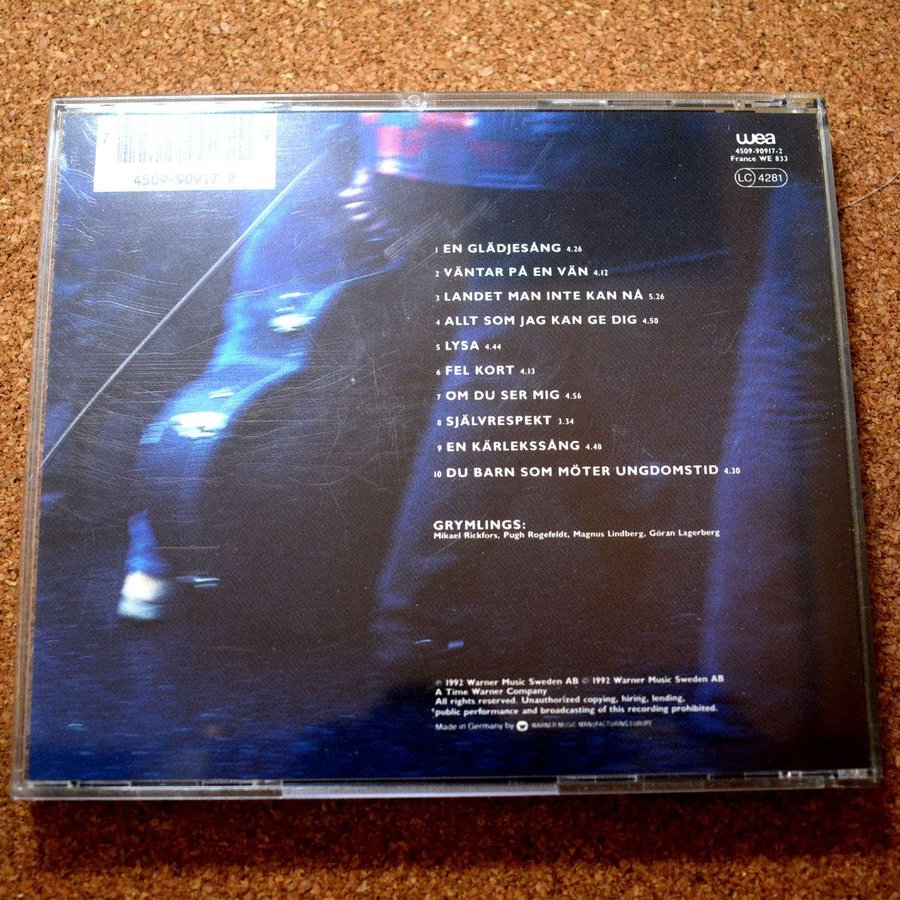 7 9
4509-90917-2
wea
4509-90917-2
France WE 833
LC 4281
1 EN GLÄDJESÅNG 4.26
2 VÄNTAR PÅ EN VÄN 4.12
3 LANDET MAN INTE KAN NÅ 5.26
4 ALLT SOM JAG KAN GE DIG 4.50
5 LYSA 4.44
6 FEL KORT 4.13
7 OM DU SER MIG 4.56
8 SJÄLVRESPEKT 3.34
9 EN KÄRLEKSSÅNG 4.48
10 DU BARN SOM MÖTER UNGDOMSTID 4.30
GRYMLINGS:
Mikael Rickfors, Pugh Rogefeldt, Magnus Lindberg, Göran Lagerberg
℗ 1992 Warner Music Sweden AB © 1992 Warner Music Sweden AB
A Time Warner Company
All rights reserved. Unauthorized copying, hiring, lending,
public performance and broadcasting of this recording prohibited.
Made in Germany by WARNER MUSIC MANUFACTURING EUROPE